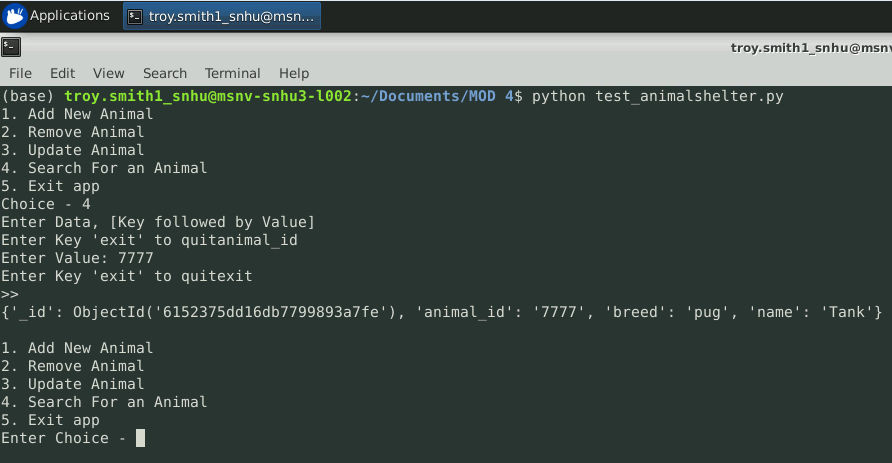 Applications
troy.smith1_snhu@msn...
troy.smith1_snhu@msnv
File Edit View Search Terminal Help
(base) troy.smith1_snhu@msnv-snhu3-l002:~/Documents/MOD 4$ python test_animalshelter.py
1. Add New Animal
2. Remove Animal
3. Update Animal
4. Search For an Animal
5. Exit app
Choice - 4
Enter Data, [Key followed by Value]
Enter Key 'exit' to quitanimal_id
Enter Value: 7777
Enter Key 'exit' to quitexit
>>
{'_id': ObjectId('6152375dd16db7799893a7fe'), 'animal_id': '7777', 'breed': 'pug', 'name': 'Tank'}
1. Add New Animal
2. Remove Animal
3. Update Animal
4. Search For an Animal
5. Exit app
Enter Choice -